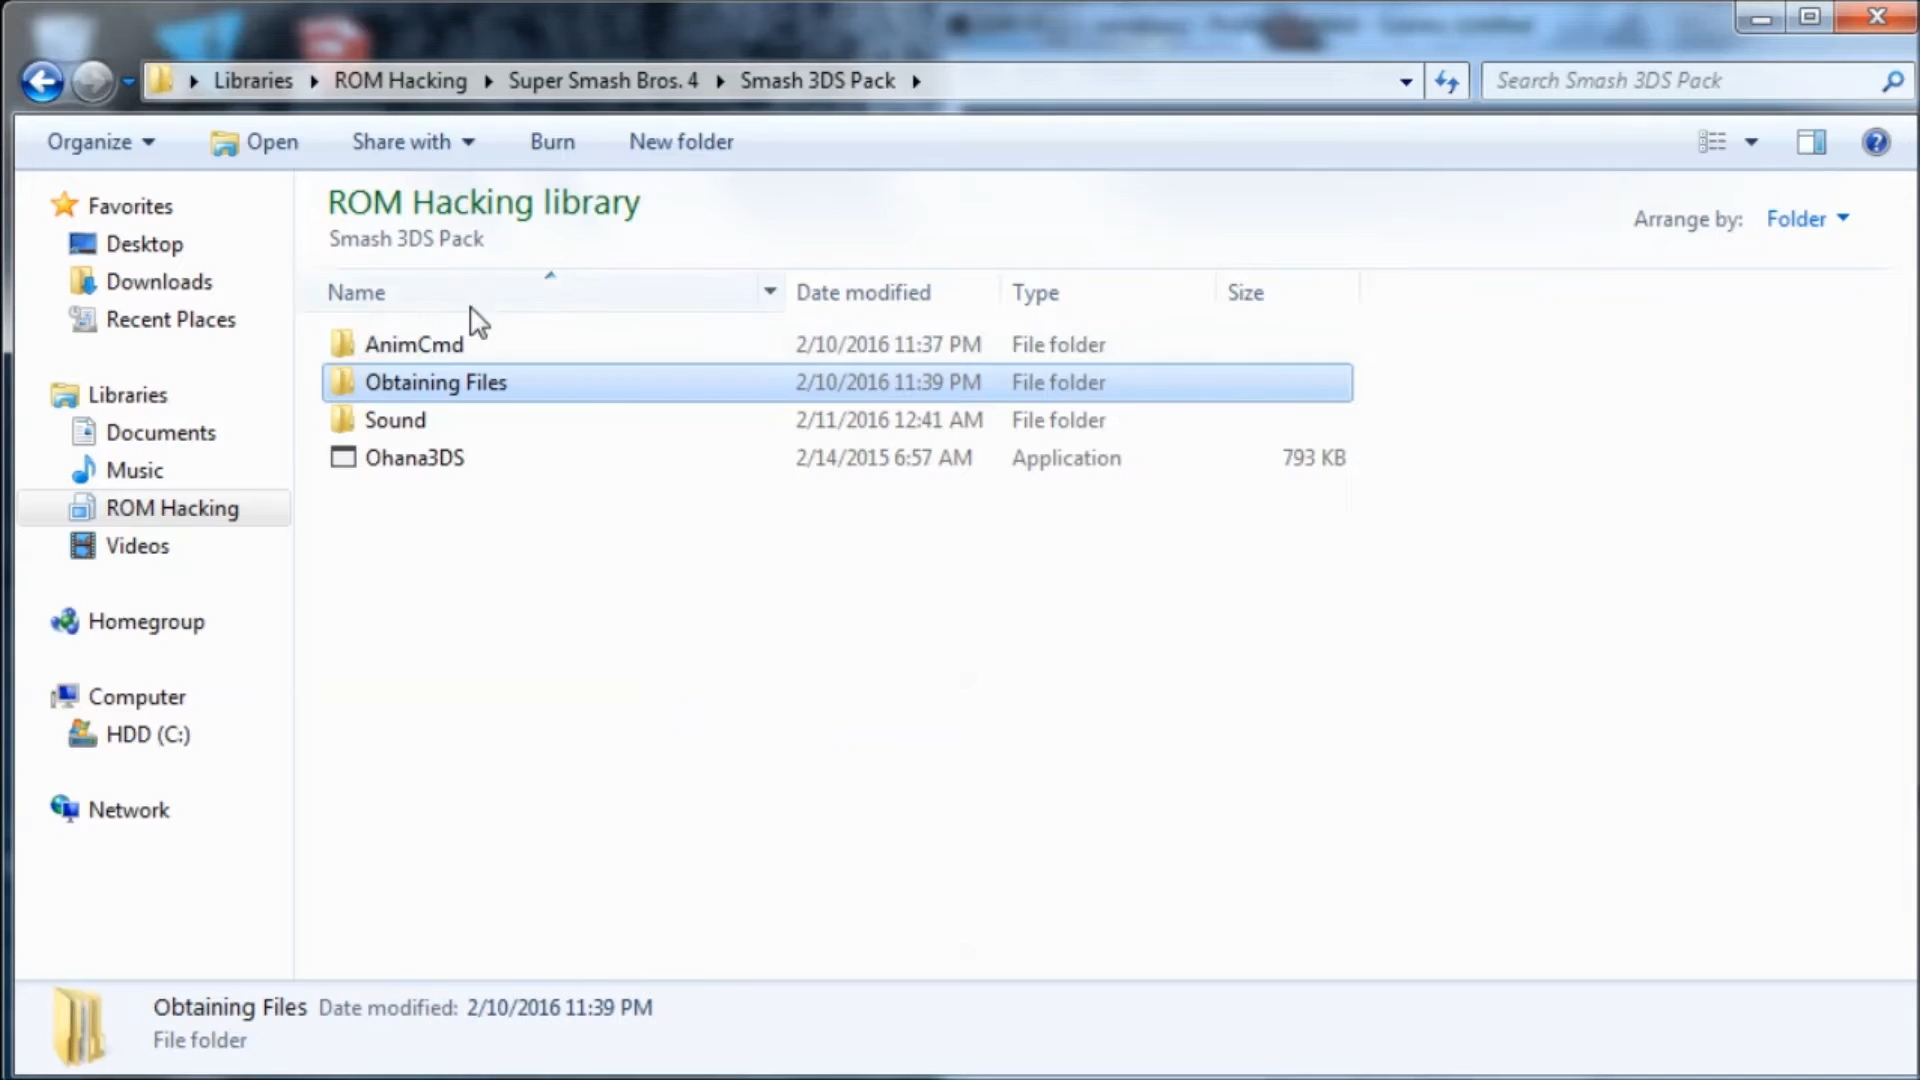 Libraries ROM Hacking Super Smash Bros. 4 Smash 3DS Pack
Search Smash 3DS Pack
Organize Open Share with Burn New folder
ROM Hacking library
Smash 3DS Pack
Arrange by: Folder
Name Date modified Type Size
AnimCmd 2/10/2016 11:37 PM File folder
Obtaining Files 2/10/2016 11:39 PM File folder
Sound 2/11/2016 12:41 AM File folder
Ohana3DS 2/14/2015 6:57 AM Application 793 KB
Favorites
Desktop
Downloads
Recent Places
Libraries
Documents
Music
ROM Hacking
Videos
Homegroup
Computer
HDD (C:)
Network
Obtaining Files Date modified: 2/10/2016 11:39 PM
File folder